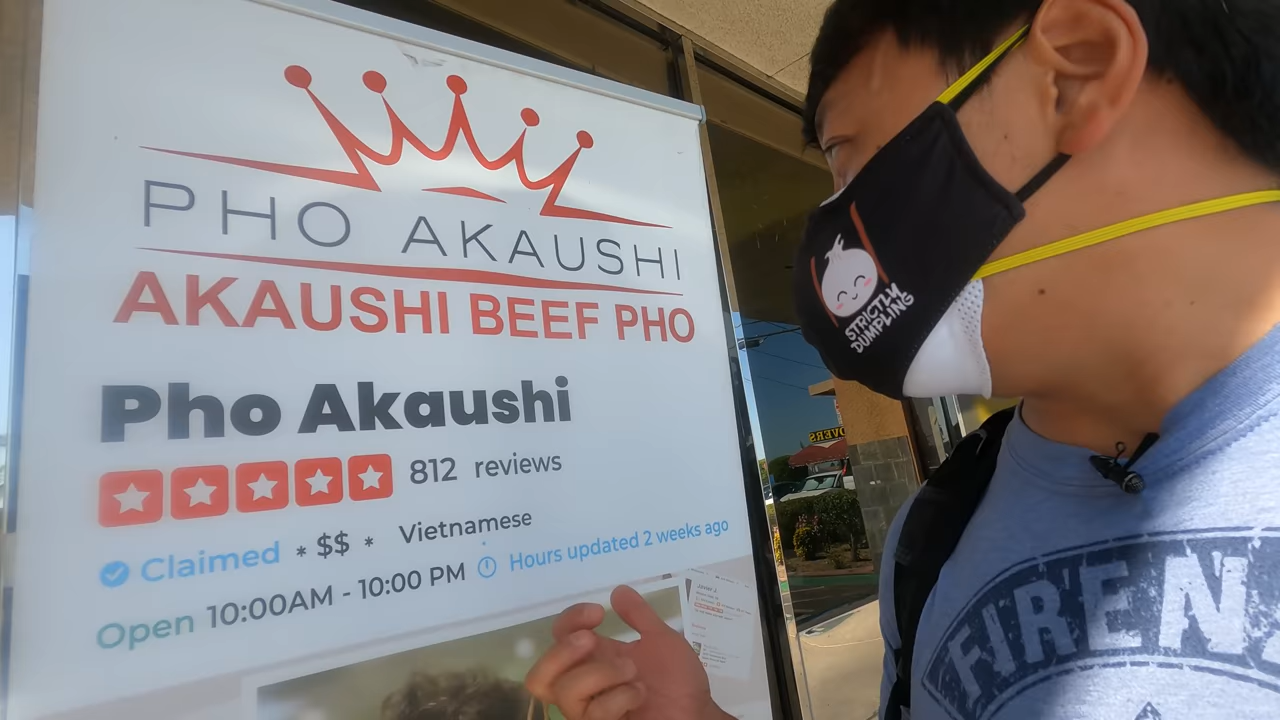 PHO AKAUSHI
AKAUSHI BEEF PHO
Pho Akaushi
812 reviews
Claimed * $$ * Vietnamese
Open 10:00AM - 10:00 PM Hours updated 2 weeks ago
STRICTLY
DUMPLING
OVERS